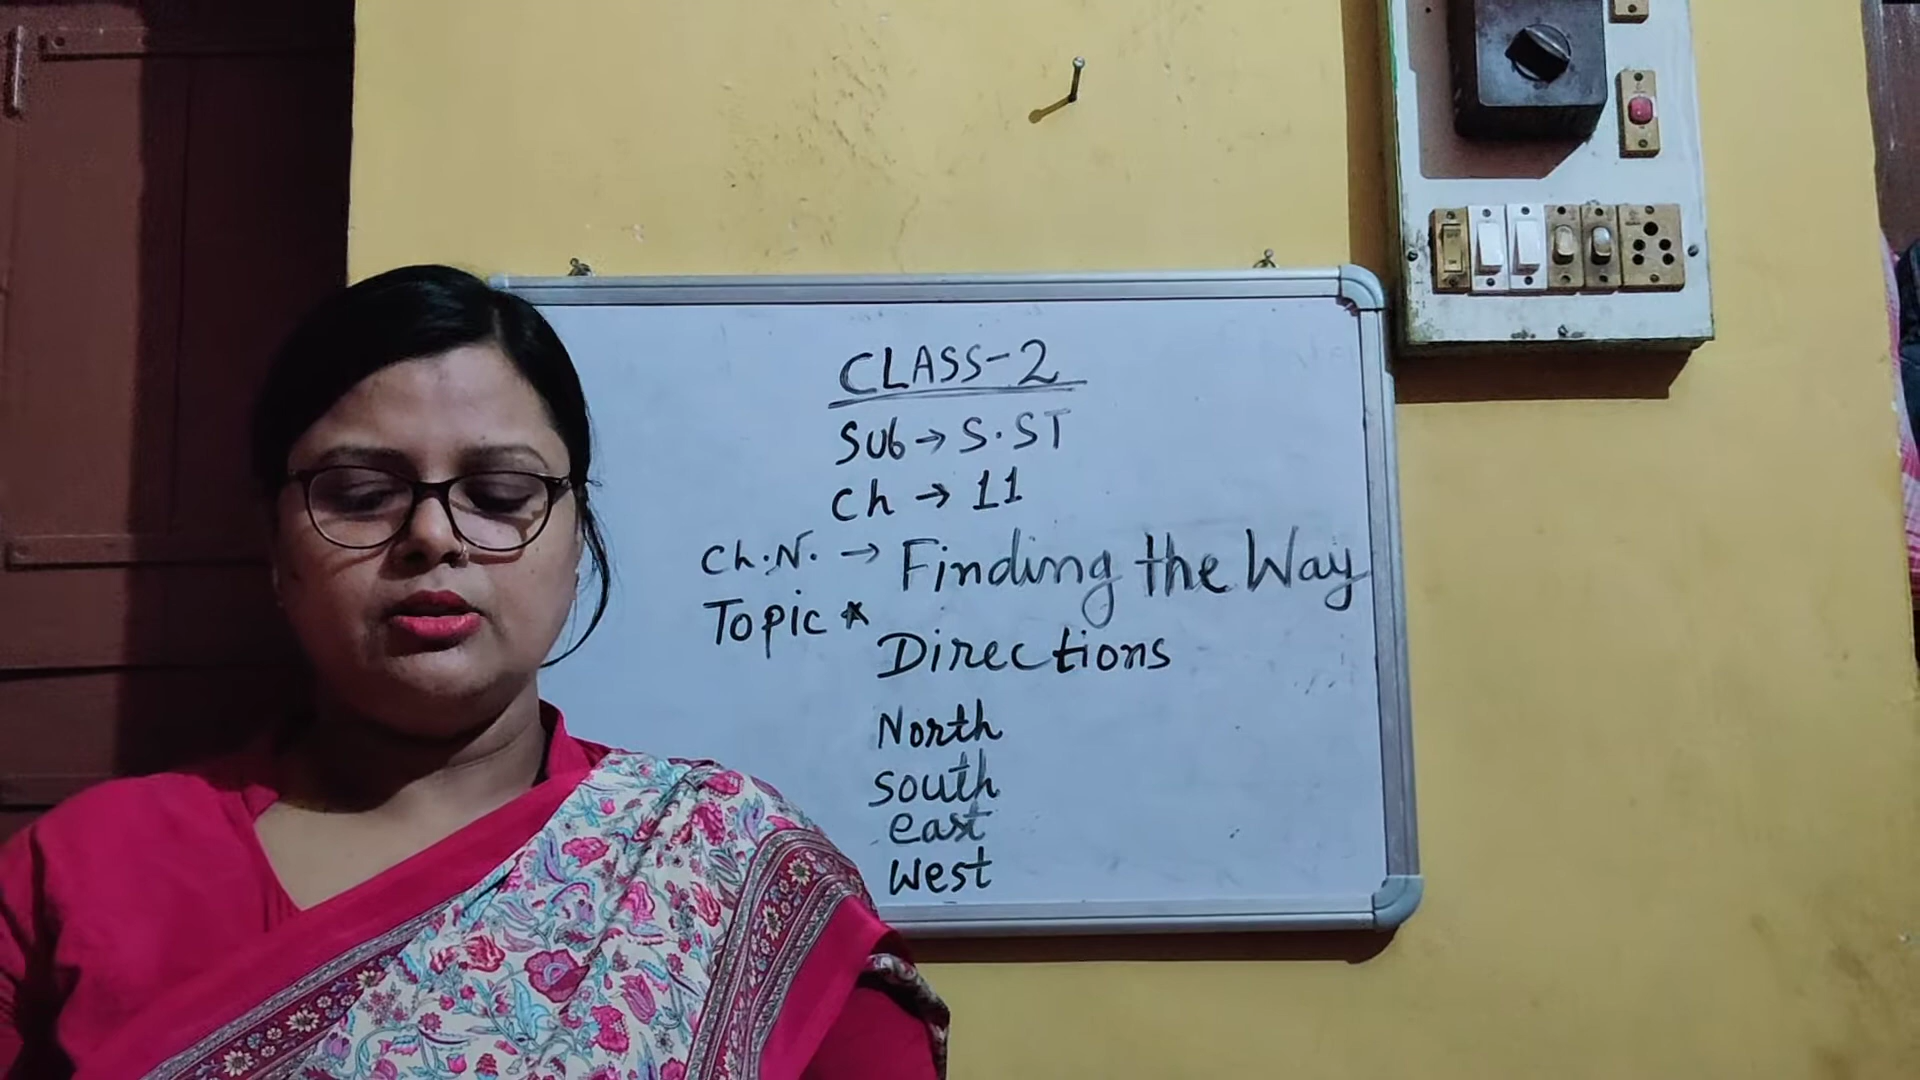 CLASS-2
Sub → S.ST
Ch → 11
Ch.N. → Finding the Way
Topic * Directions
North
South
east
West